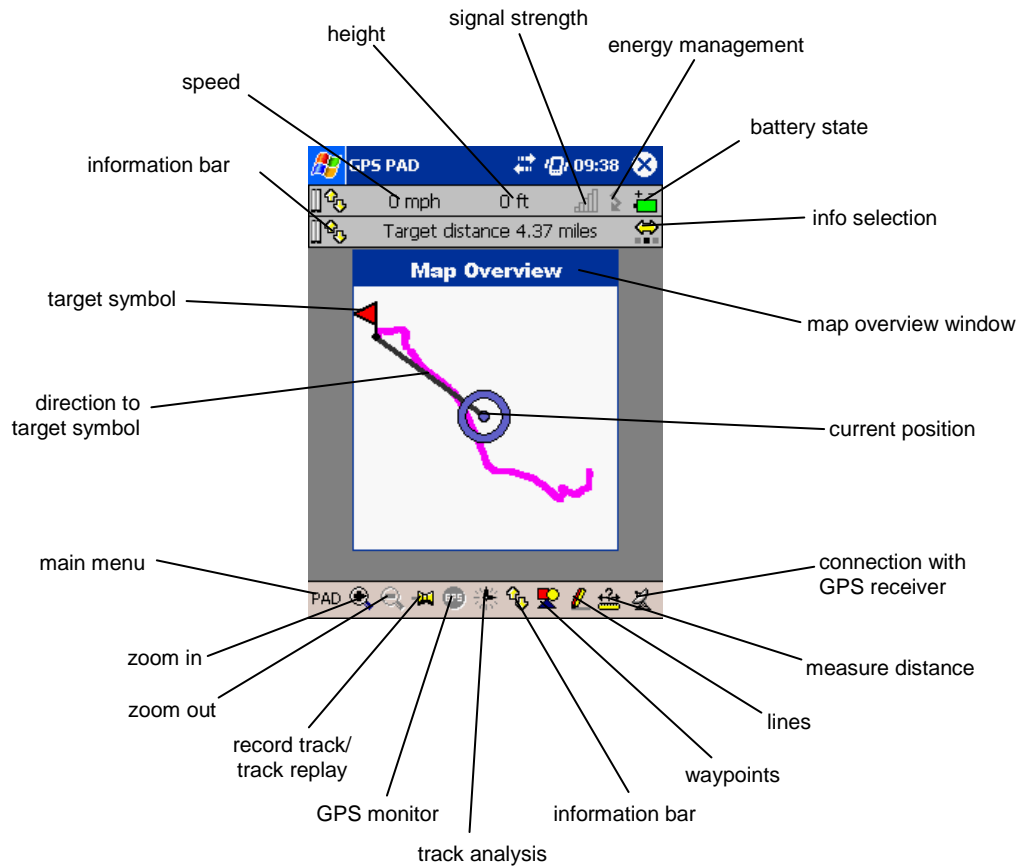 signal strength
height
energy management
speed
battery state
information bar
GPS PAD 09:38
0 mph 0 ft
info selection
Target distance 4.37 miles
Map Overview
target symbol
map overview window
direction to
target symbol
current position
main menu
connection with
GPS receiver
PAD GPS
zoom in
measure distance
zoom out
lines
record track/
track replay
waypoints
GPS monitor
information bar
track analysis